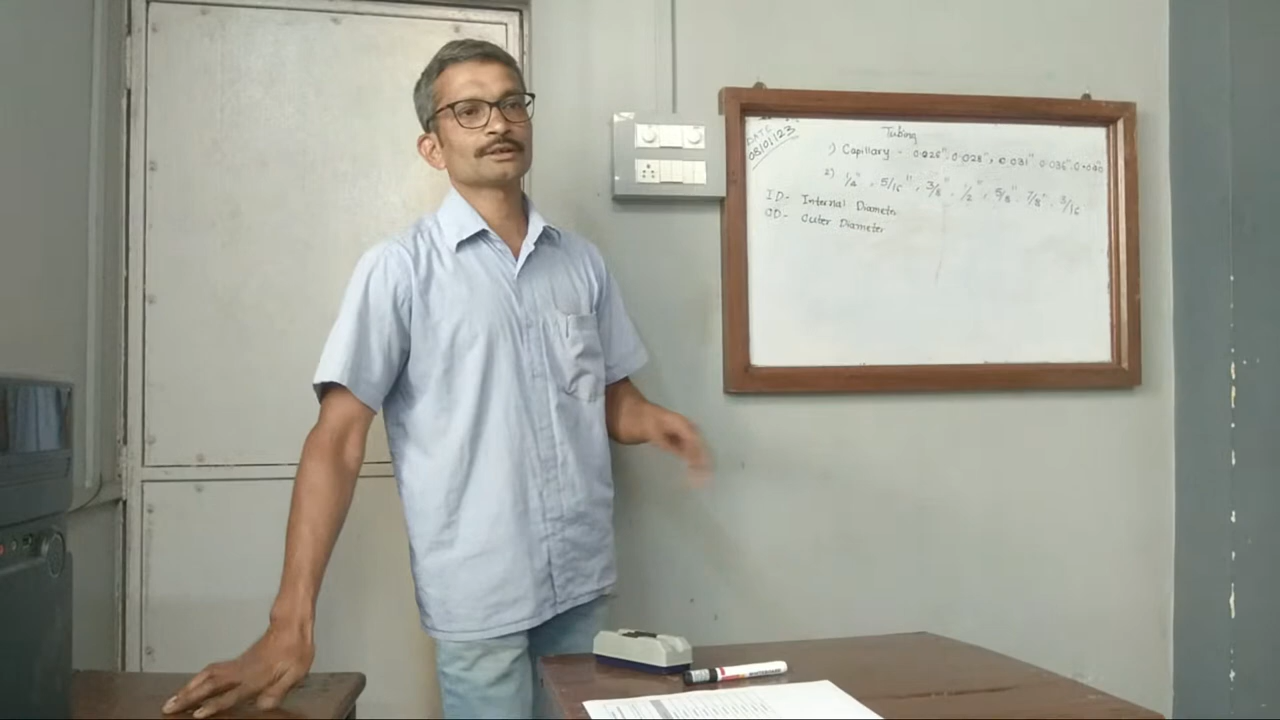 DATE
08/01/23
Tubing
1) Capillary - 0.026", 0.028", 0.031" 0.036", 0.040"
2) 1/4", 5/16", 3/8", 1/2", 5/8", 7/8", 3/16
ID- Internal Diameter
OD- Outer Diameter